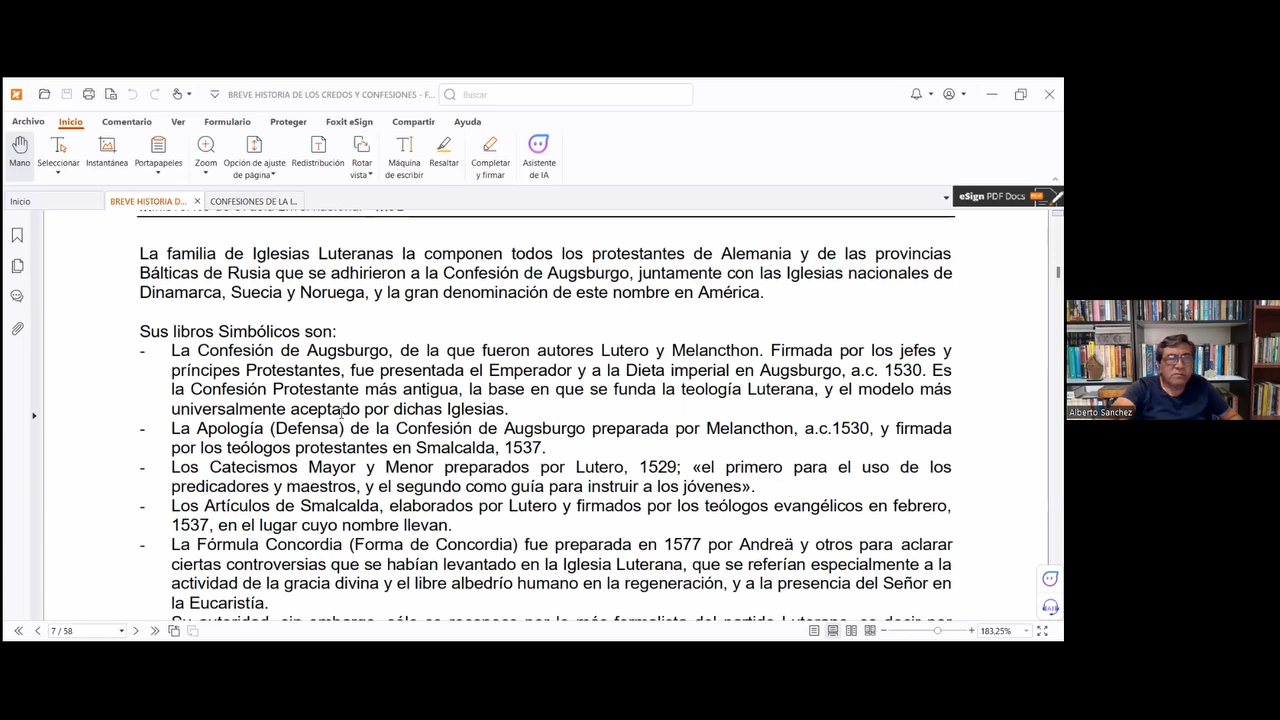 BREVE HISTORIA DE LOS CREDOS Y CONFESIONES - F...
Buscar
Archivo Inicio Comentario Ver Formulario Proteger Foxit eSign Compartir Ayuda
Mano Seleccionar Instantánea Portapapeles Zoom Opción de ajuste de página Redistribución Rotar vista Máquina de escribir Resaltar Completar y firmar Asistente de IA
Inicio BREVE HISTORIA D... CONFESIONES DE LA I... eSign PDF Docs
La familia de Iglesias Luteranas la componen todos los protestantes de Alemania y de las provincias
Bálticas de Rusia que se adhirieron a la Confesión de Augsburgo, juntamente con las Iglesias nacionales de
Dinamarca, Suecia y Noruega, y la gran denominación de este nombre en América.
Sus libros Simbólicos son:
- La Confesión de Augsburgo, de la que fueron autores Lutero y Melancthon. Firmada por los jefes y
príncipes Protestantes, fue presentada el Emperador y a la Dieta imperial en Augsburgo, a.c. 1530. Es
la Confesión Protestante más antigua, la base en que se funda la teología Luterana, y el modelo más
universalmente aceptado por dichas Iglesias.
- La Apología (Defensa) de la Confesión de Augsburgo preparada por Melancthon, a.c.1530, y firmada
por los teólogos protestantes en Smalcalda, 1537.
- Los Catecismos Mayor y Menor preparados por Lutero, 1529; «el primero para el uso de los
predicadores y maestros, y el segundo como guía para instruir a los jóvenes».
- Los Artículos de Smalcalda, elaborados por Lutero y firmados por los teólogos evangélicos en febrero,
1537, en el lugar cuyo nombre llevan.
- La Fórmula Concordia (Forma de Concordia) fue preparada en 1577 por Andreä y otros para aclarar
ciertas controversias que se habían levantado en la Iglesia Luterana, que se referían especialmente a la
actividad de la gracia divina y el libre albedrío humano en la regeneración, y a la presencia del Señor en
la Eucaristía.
7 / 58
183,25%
Alberto Sanchez